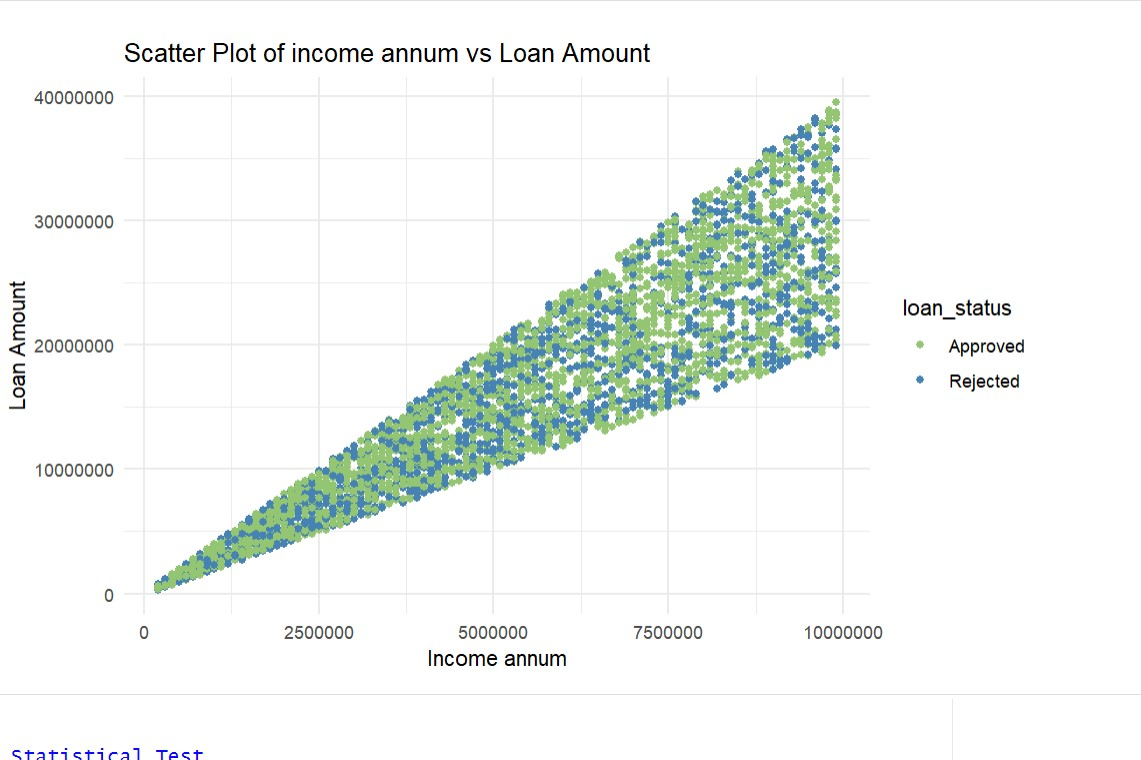 Scatter Plot of income annum vs Loan Amount
40000000
30000000
20000000
10000000
0
Loan Amount
0 2500000 5000000 7500000 10000000
Income annum
loan_status
Approved
Rejected
Statistical Test